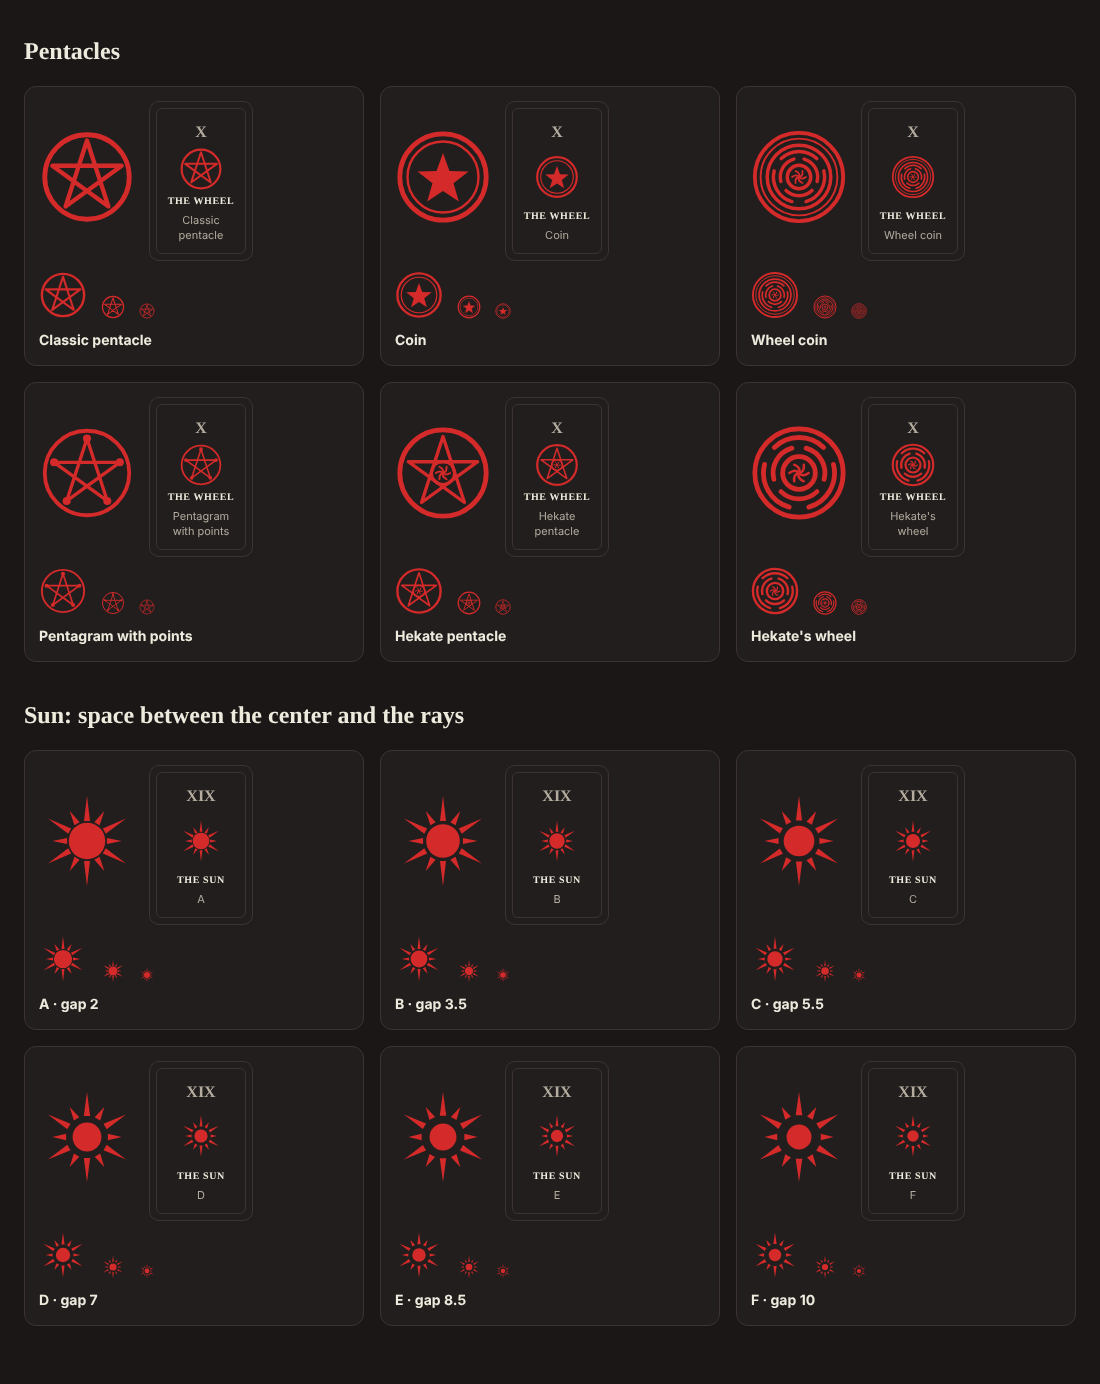 Pentacles
X
THE WHEEL
Classic
pentacle
Classic pentacle
X
THE WHEEL
Coin
Coin
X
THE WHEEL
Wheel coin
Wheel coin
X
THE WHEEL
Pentagram
with points
Pentagram with points
X
THE WHEEL
Hekate
pentacle
Hekate pentacle
X
THE WHEEL
Hekate's
wheel
Hekate's wheel
Sun: space between the center and the rays
XIX
THE SUN
A
A · gap 2
XIX
THE SUN
B
B · gap 3.5
XIX
THE SUN
C
C · gap 5.5
XIX
THE SUN
D
D · gap 7
XIX
THE SUN
E
E · gap 8.5
XIX
THE SUN
F
F · gap 10